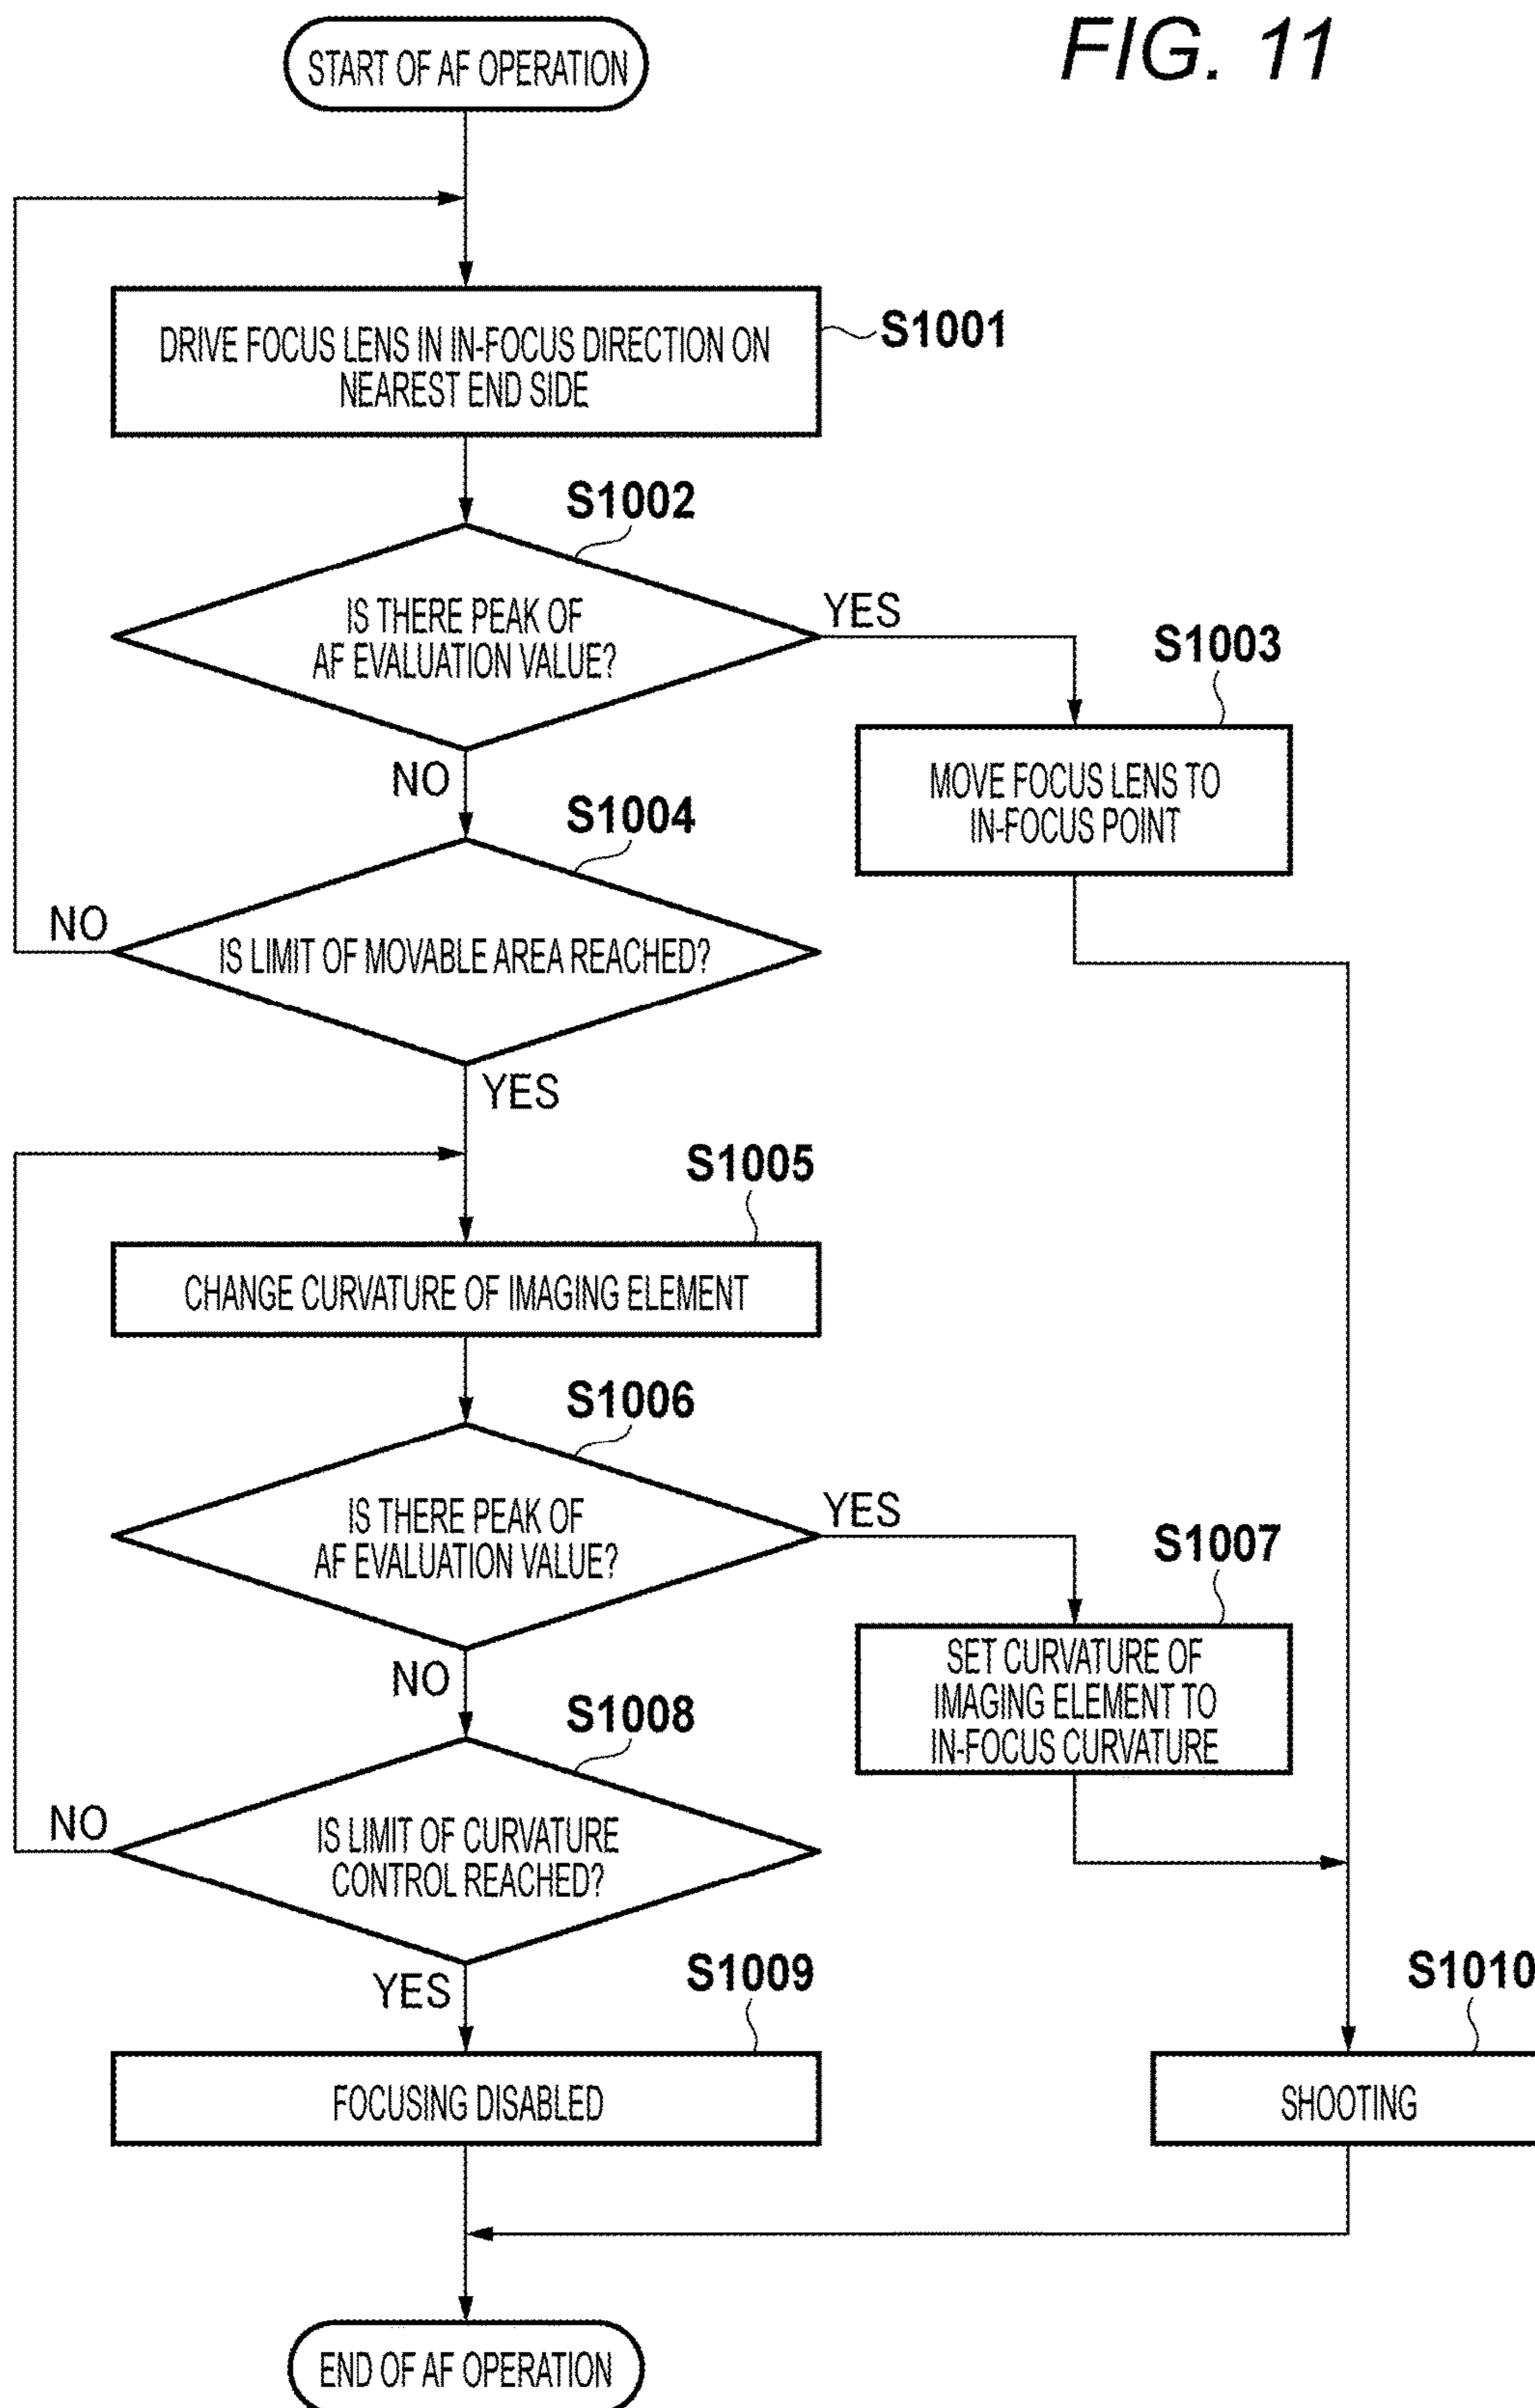 FIG. 11
START OF AF OPERATION
DRIVE FOCUS LENS IN IN-FOCUS DIRECTION ON
NEAREST END SIDE
S1001
S1002
IS THERE PEAK OF
AF EVALUATION VALUE?
YES
NO
S1003
MOVE FOCUS LENS TO
IN-FOCUS POINT
S1004
IS LIMIT OF MOVABLE AREA REACHED?
NO
YES
S1005
CHANGE CURVATURE OF IMAGING ELEMENT
S1006
IS THERE PEAK OF
AF EVALUATION VALUE?
YES
NO
S1007
SET CURVATURE OF
IMAGING ELEMENT TO
IN-FOCUS CURVATURE
S1008
IS LIMIT OF CURVATURE
CONTROL REACHED?
NO
YES
S1009
FOCUSING DISABLED
S1010
SHOOTING
END OF AF OPERATION